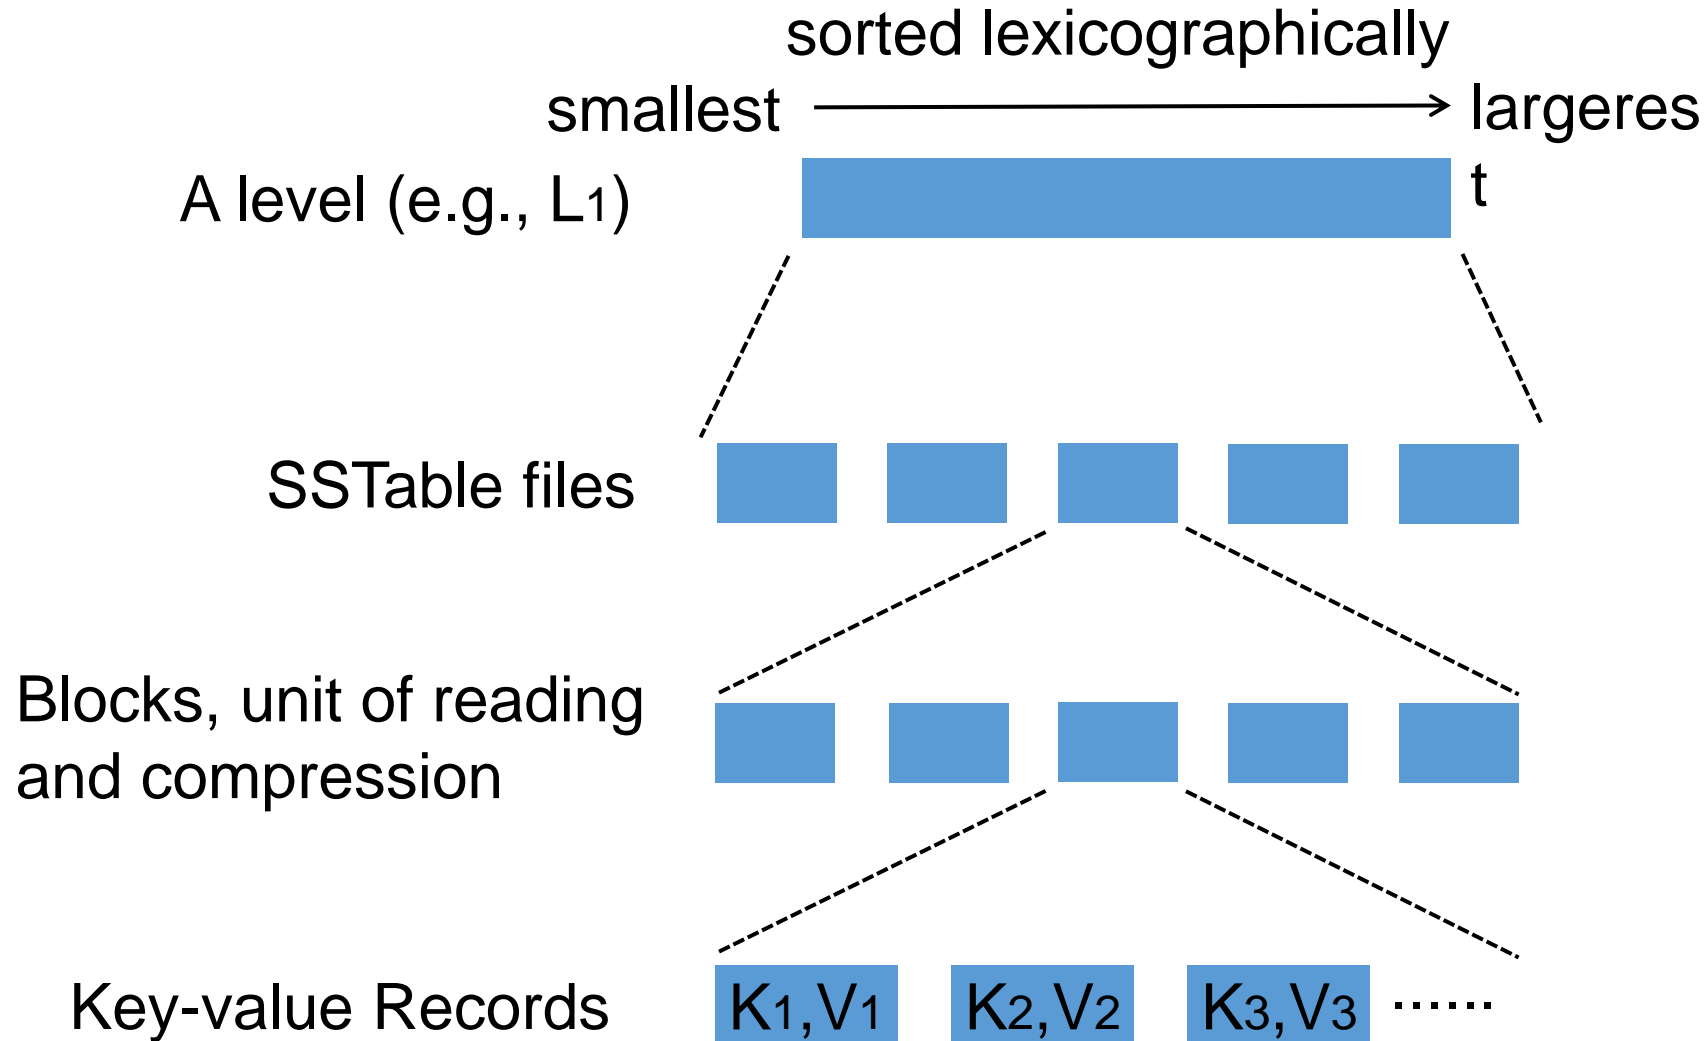 sorted lexicographically
smallest
largeres
t
A level (e.g., L1)
SSTable files
Blocks, unit of reading
and compression
Key-value Records
K1,V1
K2,V2
K3,V3
······